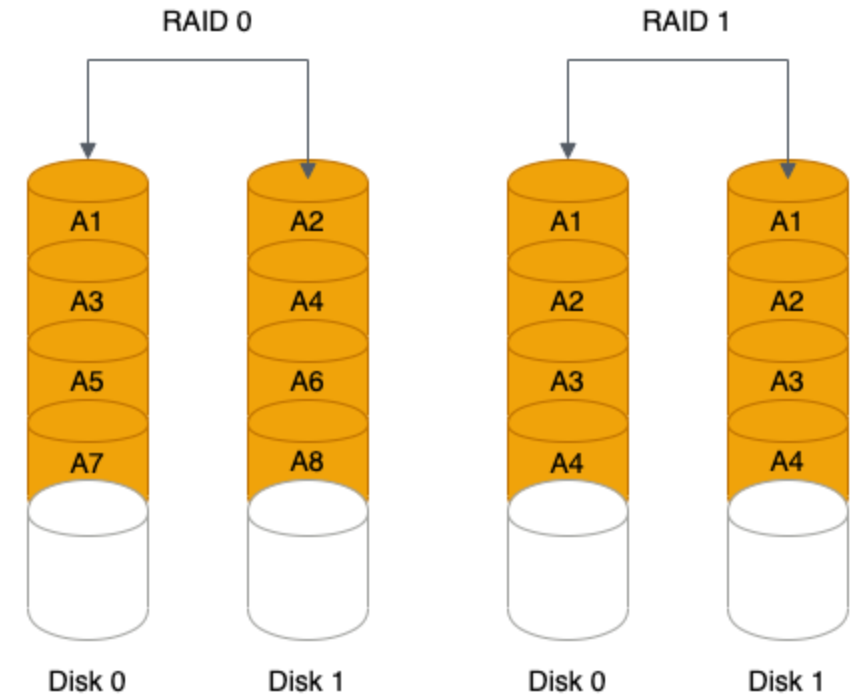 RAID 0
RAID 1
A1
A2
A3
A4
A5
A6
A7
A8
Disk 0
Disk 1
A1
A1
A2
A2
A3
A3
A4
A4
Disk 0
Disk 1